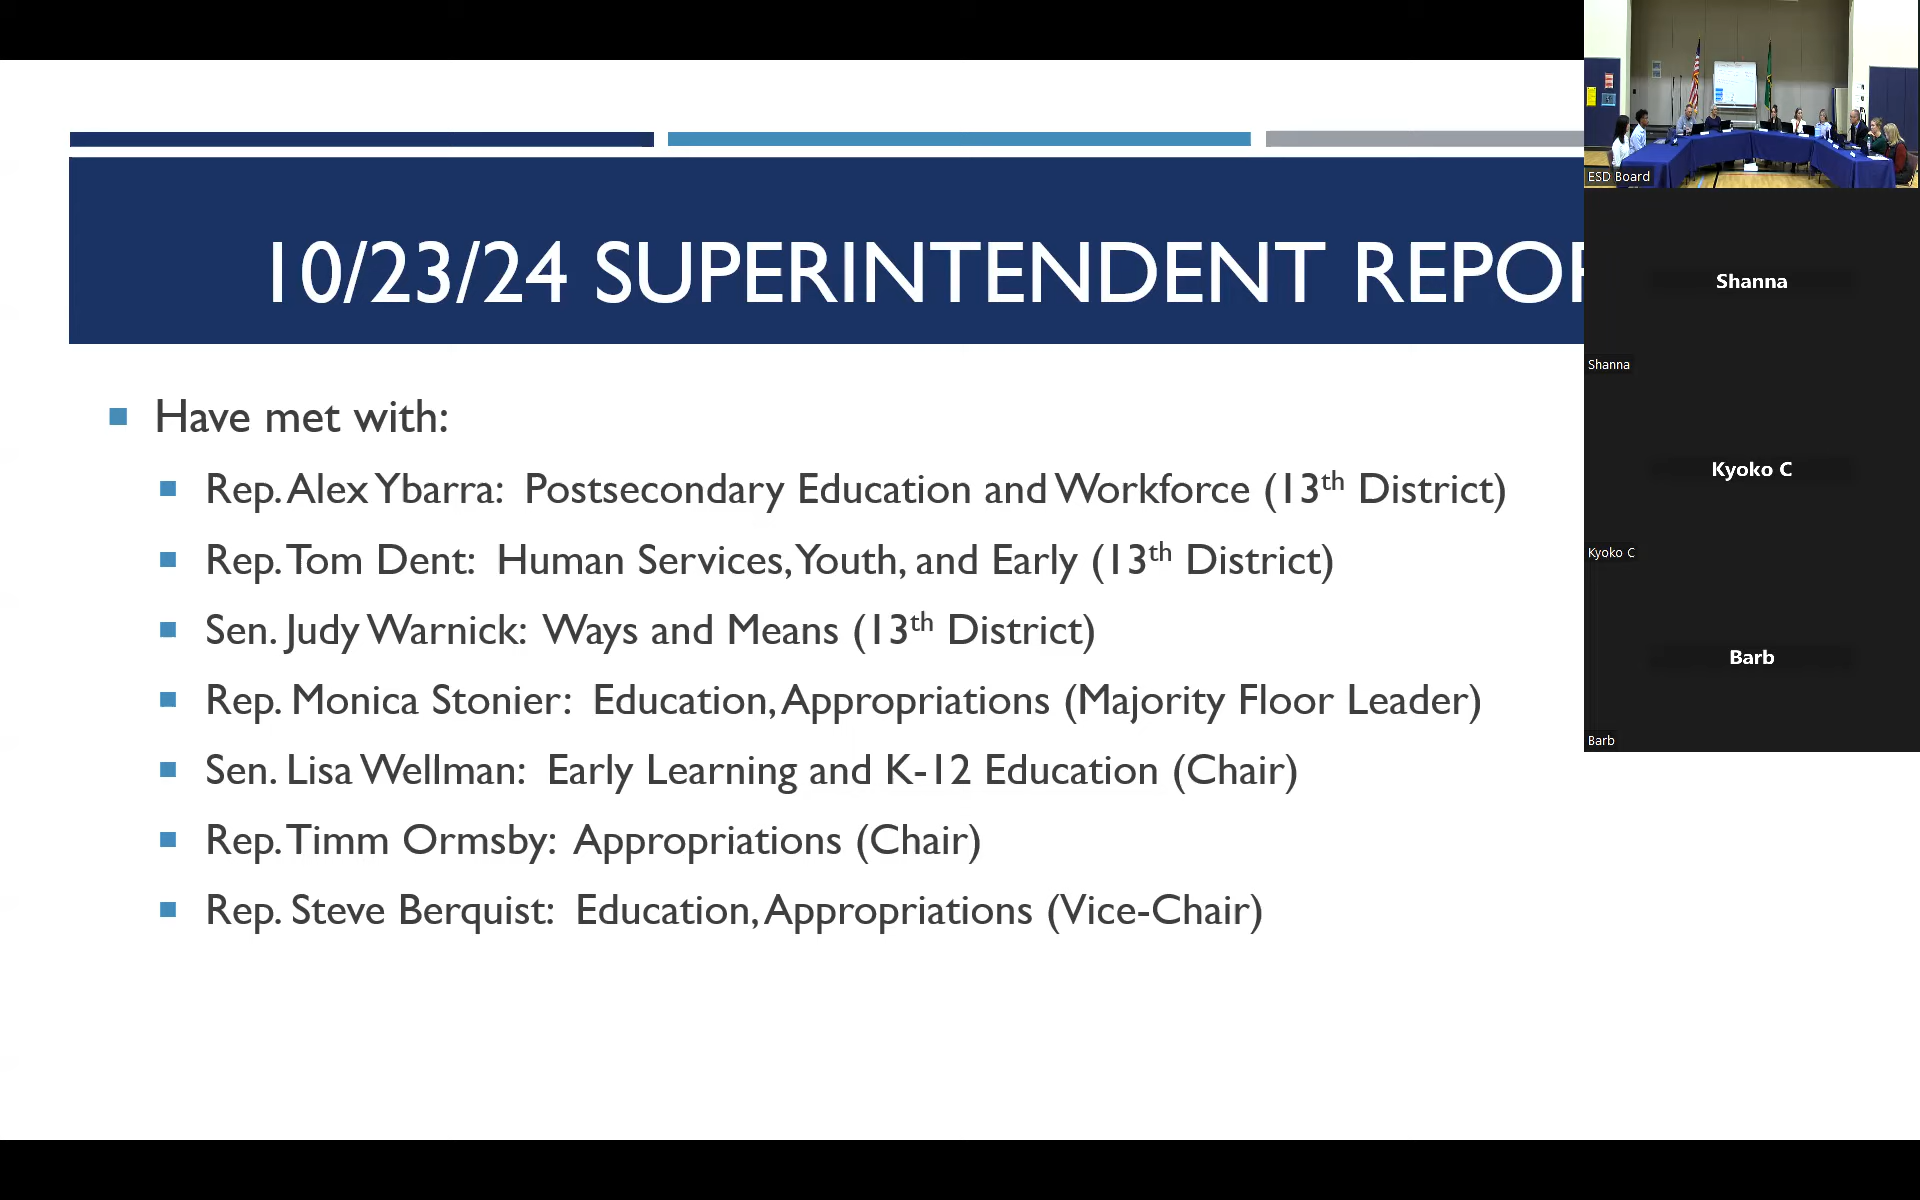 10/23/24 SUPERINTENDENT REPOR
Have met with:
Rep. Alex Ybarra: Postsecondary Education and Workforce (13th District)
Rep. Tom Dent: Human Services, Youth, and Early (13th District)
Sen. Judy Warnick: Ways and Means (13th District)
Rep. Monica Stonier: Education, Appropriations (Majority Floor Leader)
Sen. Lisa Wellman: Early Learning and K-12 Education (Chair)
Rep. Timm Ormsby: Appropriations (Chair)
Rep. Steve Berquist: Education, Appropriations (Vice-Chair)
ESD Board
Shanna
Shanna
Kyoko C
Kyoko C
Barb
Barb